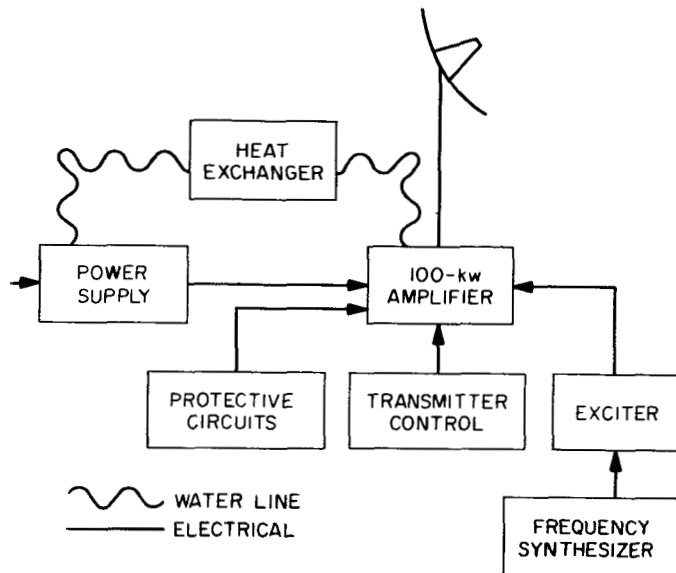 HEAT
EXCHANGER
POWER
SUPPLY
100-kw
AMPLIFIER
PROTECTIVE
CIRCUITS
TRANSMITTER
CONTROL
EXCITER
WATER LINE
ELECTRICAL
FREQUENCY
SYNTHESIZER